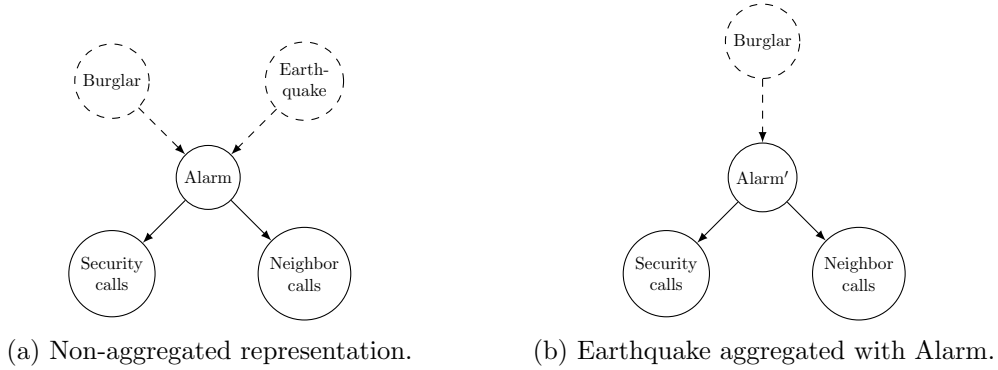 Burglar
Earth-
quake
Alarm
Security
calls
Neighbor
calls
(a) Non-aggregated representation.
Burglar
Alarm′
Security
calls
Neighbor
calls
(b) Earthquake aggregated with Alarm.